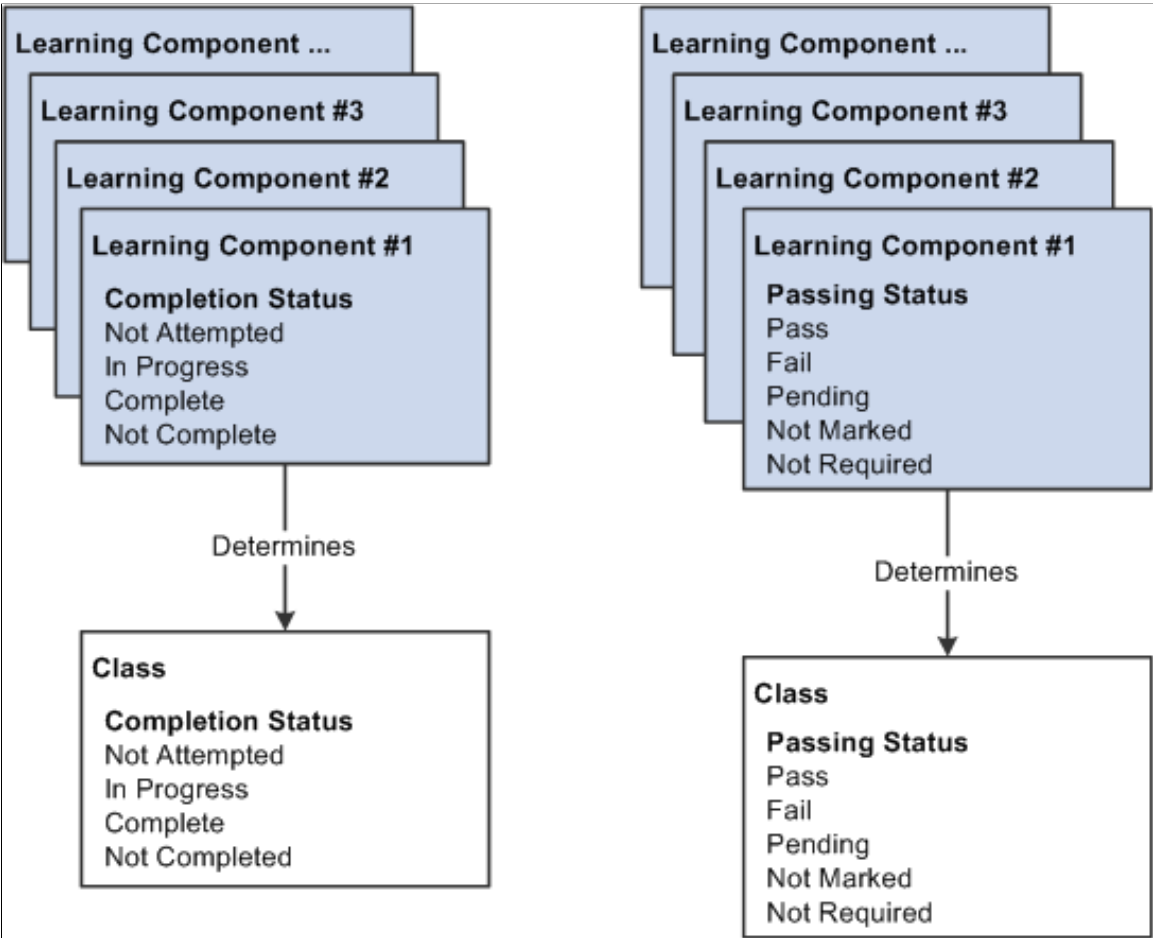 Learning Component ...
Learning Component #3
Learning Component #2
Learning Component #1
Completion Status
Not Attempted
In Progress
Complete
Not Complete
Determines
Class
Completion Status
Not Attempted
In Progress
Complete
Not Completed
Learning Component ...
Learning Component #3
Learning Component #2
Learning Component #1
Passing Status
Pass
Fail
Pending
Not Marked
Not Required
Determines
Class
Passing Status
Pass
Fail
Pending
Not Marked
Not Required